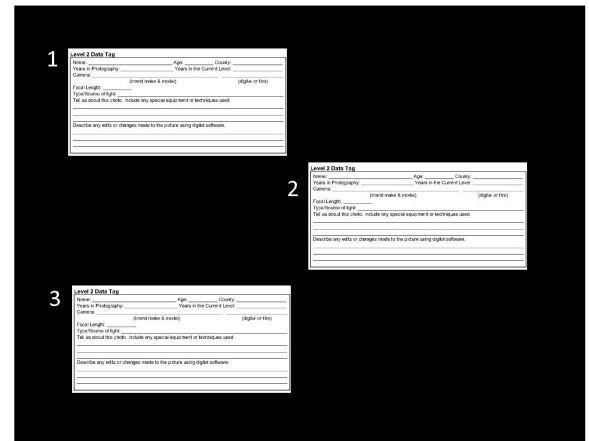 1
Level 2 Data Tag
Name: Age: County:
Years in Photography: Years in the Current Level:
Camera:
(brand make & model) (digital or film)
Focal Length:
Type/Source of light:
Tell us about this photo. Include any special equipment or techniques used.
Describe any edits or changes made to the picture using digital software.
2
Level 2 Data Tag
Name: Age: County:
Years in Photography: Years in the Current Level:
Camera:
(brand make & model) (digital or film)
Focal Length:
Type/Source of light:
Tell us about this photo. Include any special equipment or techniques used.
Describe any edits or changes made to the picture using digital software.
3
Level 2 Data Tag
Name: Age: County:
Years in Photography: Years in the Current Level:
Camera:
(brand make & model) (digital or film)
Focal Length:
Type/Source of light:
Tell us about this photo. Include any special equipment or techniques used.
Describe any edits or changes made to the picture using digital software.